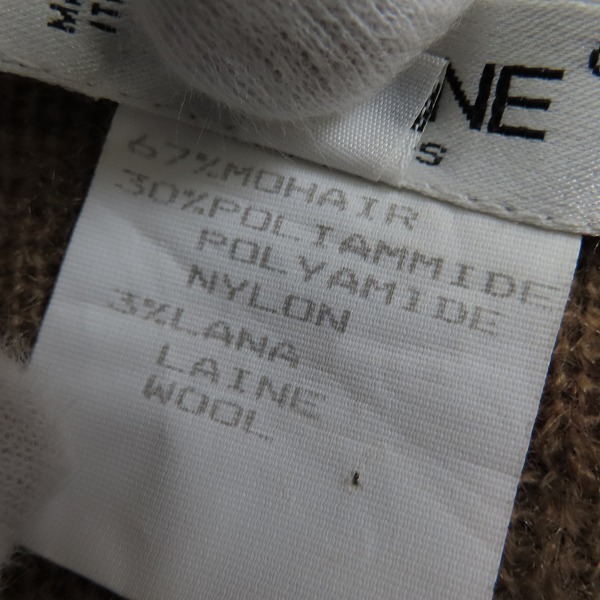 NE
S
67%MOHAIR
30%POLIAMMIDE
POLYAMIDE
NYLON
3%LANA
LAINE
WOOL